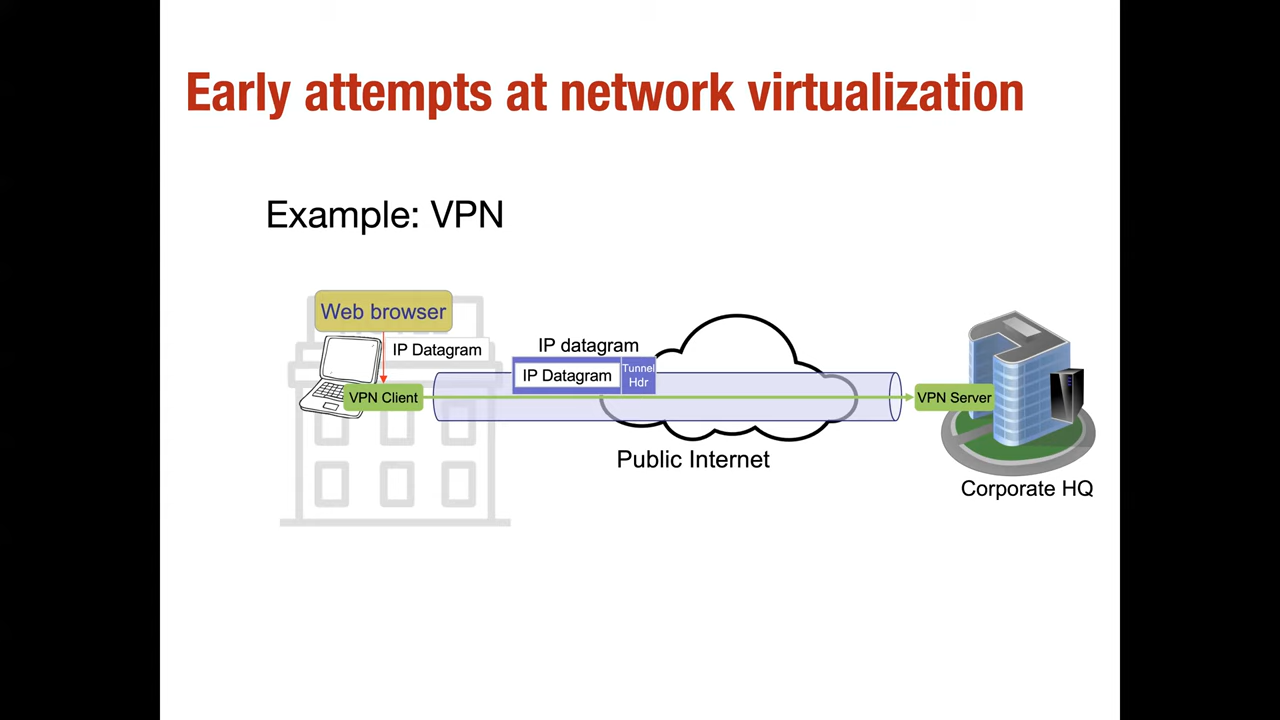 Early attempts at network virtualization
Example: VPN
Web browser
IP Datagram
VPN Client
IP datagram
IP Datagram
Tunnel
Hdr
Public Internet
VPN Server
Corporate HQ